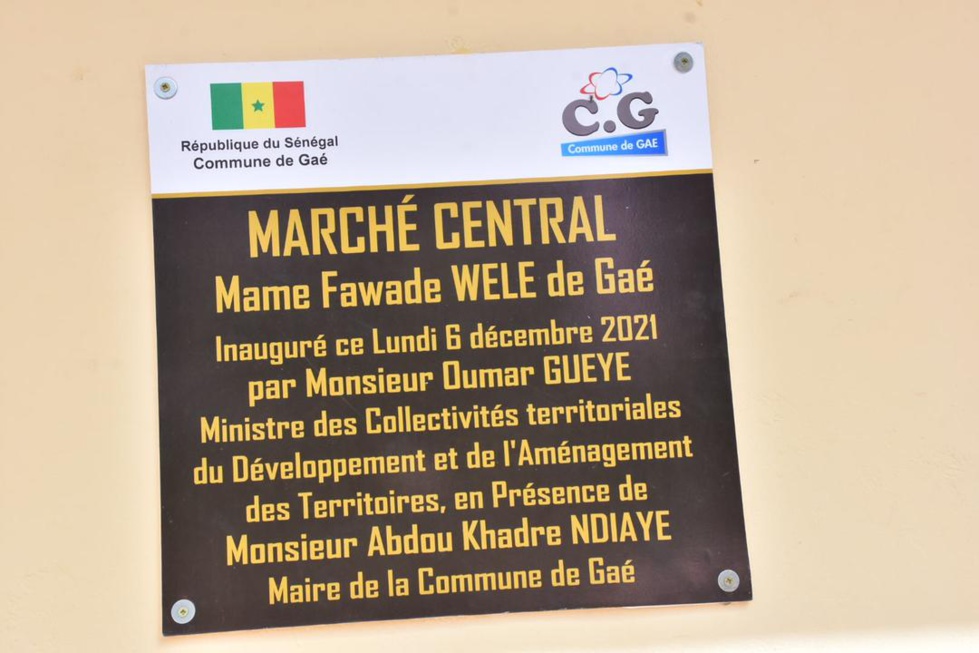 République du Sénégal
Commune de Gaé
C.G
Commune de GAE
MARCHÉ CENTRAL
Mame Fawade WELE de Gaé
Inauguré ce Lundi 6 décembre 2021
par Monsieur Oumar GUEYE
Ministre des Collectivités territoriales
du Développement et de l'Aménagement
des Territoires, en Présence de
Monsieur Abdou Khadre NDIAYE
Maire de la Commune de Gaé